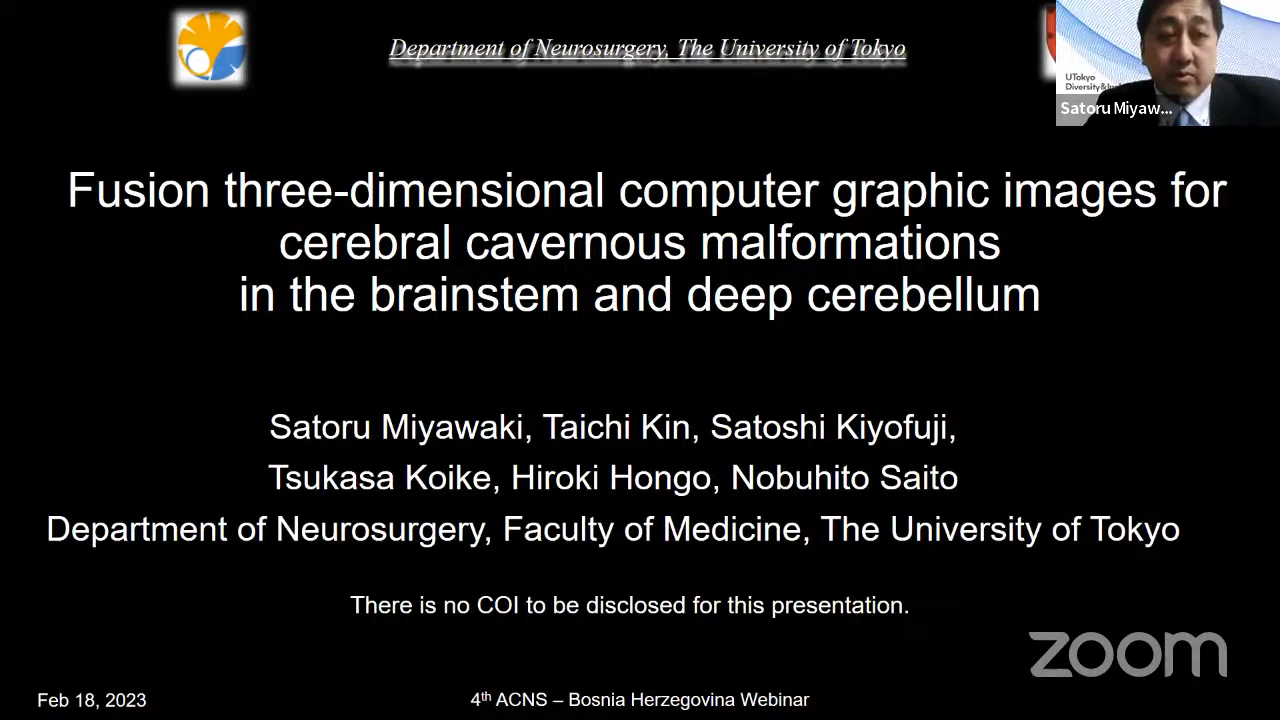 Department of Neurosurgery, The University of Tokyo
UTokyo
Satoru Miyaw...
Fusion three-dimensional computer graphic images for
cerebral cavernous malformations
in the brainstem and deep cerebellum
Satoru Miyawaki, Taichi Kin, Satoshi Kiyofuji,
Tsukasa Koike, Hiroki Hongo, Nobuhito Saito
Department of Neurosurgery, Faculty of Medicine, The University of Tokyo
There is no COI to be disclosed for this presentation.
zoom
Feb 18, 2023
4th ACNS – Bosnia Herzegovina Webinar